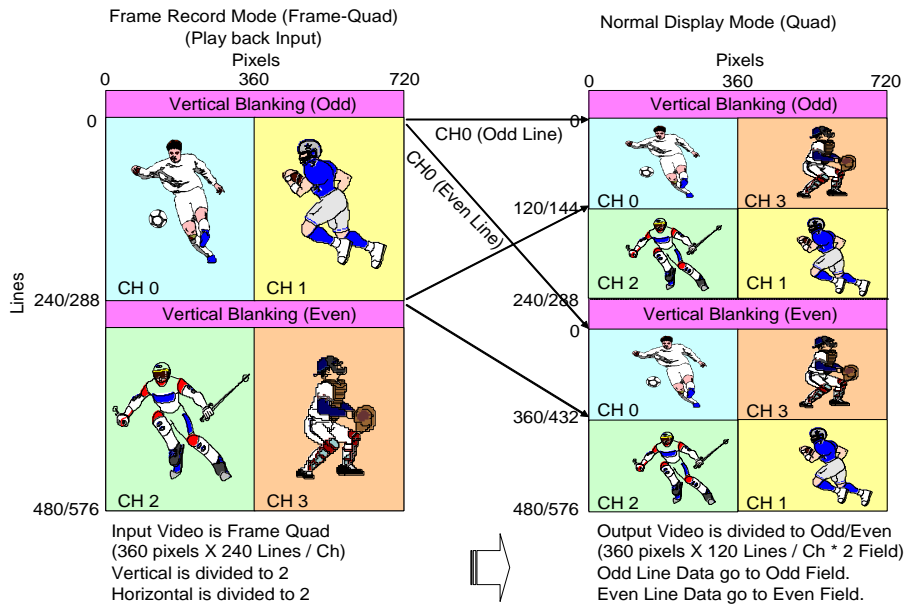 Frame Record Mode (Frame-Quad)
(Play back Input)
Pixels
0 360 720
Vertical Blanking (Odd)
0
CH 0
CH 1
Lines
240/288
Vertical Blanking (Even)
CH 2
CH 3
480/576
Input Video is Frame Quad
(360 pixels X 240 Lines / Ch)
Vertical is divided to 2
Horizontal is divided to 2
CH0 (Odd Line)
CH0 (Even Line)
Normal Display Mode (Quad)
Pixels
0 360 720
Vertical Blanking (Odd)
0
CH 0
CH 3
120/144
CH 2
CH 1
240/288
Vertical Blanking (Even)
0
CH 0
CH 3
360/432
CH 2
CH 1
480/576
Output Video is divided to Odd/Even
(360 pixels X 120 Lines / Ch * 2 Field)
Odd Line Data go to Odd Field.
Even Line Data go to Even Field.